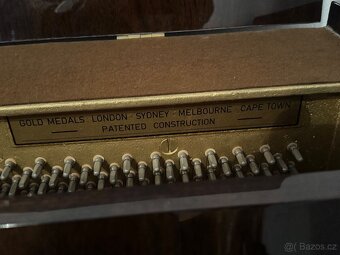 GOLD MEDALS LONDON · SYDNEY · MELBOURNE CAPE TOWN
PATENTED CONSTRUCTION
© Bazos.cz